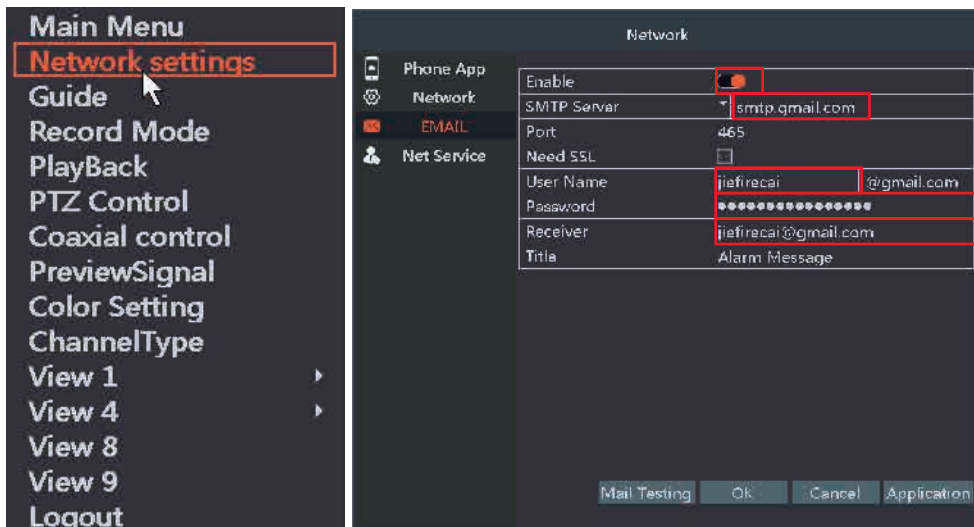 Main Menu
Network settings
Guide
Record Mode
PlayBack
PTZ Control
Coaxial control
PreviewSignal
Color Setting
ChannelType
View 1
View 4
View 8
View 9
Logout
Network
Phone App
Network
EMAIL
Net Service
Enable
SMTP Server smtp.gmail.com
Port 465
Need SSL
User Name jiefirecai @gmail.com
Password ●●●●●●●●●●●●●●●●
Receiver jiefirecai@gmail.com
Title Alarm Message
Mail Testing Ok Cancel Application